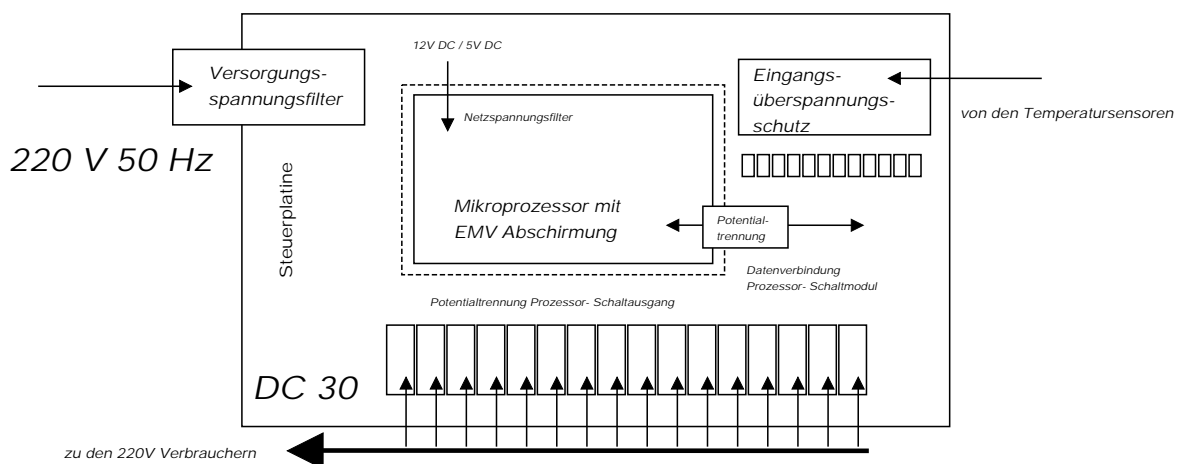 12V DC / 5V DC
Versorgungs-
spannungsfilter
Eingangs-
überspannungs-
schutz
von den Temperatursensoren
Netzspannungsfilter
220 V 50 Hz
Steuerplatine
Mikroprozessor mit
EMV Abschirmung
Potential-
trennung
Datenverbindung
Prozessor- Schaltmodul
Potentialtrennung Prozessor- Schaltausgang
DC 30
zu den 220V Verbrauchern